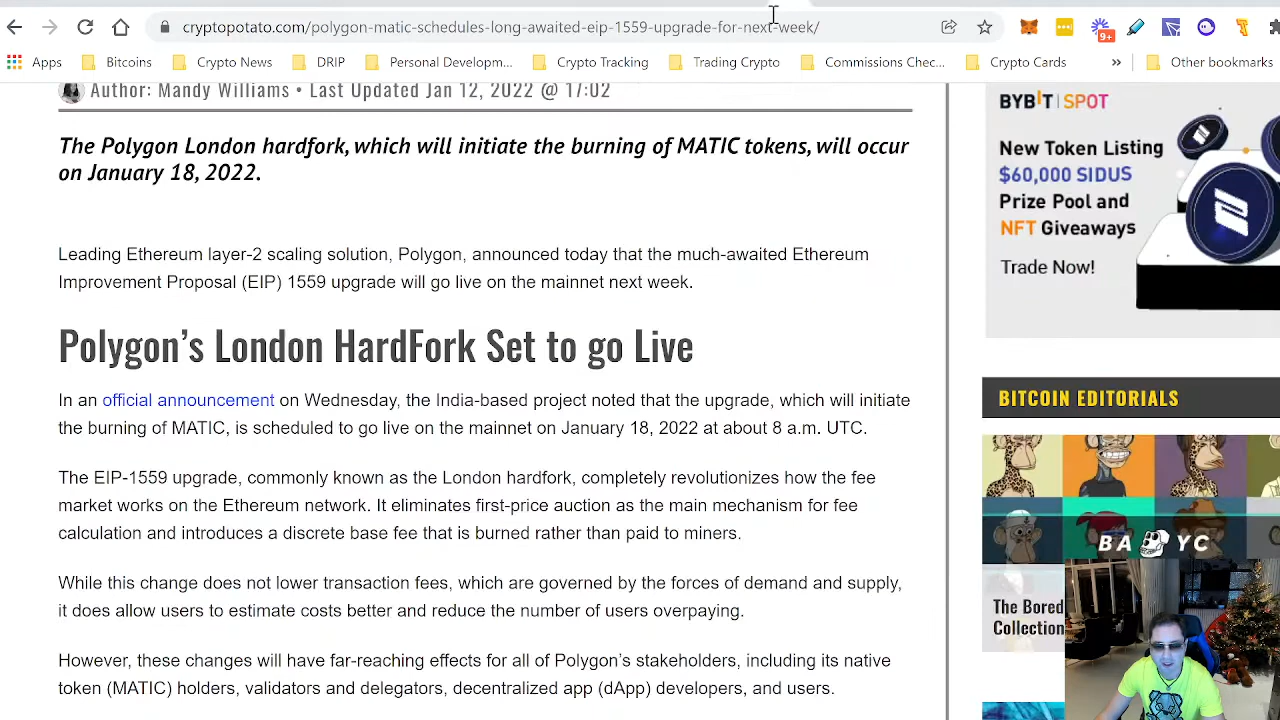 cryptopotato.com/polygon-matic-schedules-long-awaited-eip-1559-upgrade-for-next-week/
9+
Apps
Bitcoins
Crypto News
DRIP
Personal Developm...
Crypto Tracking
Trading Crypto
Commissions Chec...
Crypto Cards
»
Other bookmarks
Author: Mandy Williams • Last Updated Jan 12, 2022 @ 17:02
The Polygon London hardfork, which will initiate the burning of MATIC tokens, will occur
on January 18, 2022.
Leading Ethereum layer-2 scaling solution, Polygon, announced today that the much-awaited Ethereum
Improvement Proposal (EIP) 1559 upgrade will go live on the mainnet next week.
Polygon’s London HardFork Set to go Live
In an official announcement on Wednesday, the India-based project noted that the upgrade, which will initiate
the burning of MATIC, is scheduled to go live on the mainnet on January 18, 2022 at about 8 a.m. UTC.
The EIP-1559 upgrade, commonly known as the London hardfork, completely revolutionizes how the fee
market works on the Ethereum network. It eliminates first-price auction as the main mechanism for fee
calculation and introduces a discrete base fee that is burned rather than paid to miners.
While this change does not lower transaction fees, which are governed by the forces of demand and supply,
it does allow users to estimate costs better and reduce the number of users overpaying.
However, these changes will have far-reaching effects for all of Polygon’s stakeholders, including its native
token (MATIC) holders, validators and delegators, decentralized app (dApp) developers, and users.
BYBIT | SPOT
New Token Listing
$60,000 SIDUS
Prize Pool and
NFT Giveaways
Trade Now!
BITCOIN EDITORIALS
BA YC
The Bored
Collection